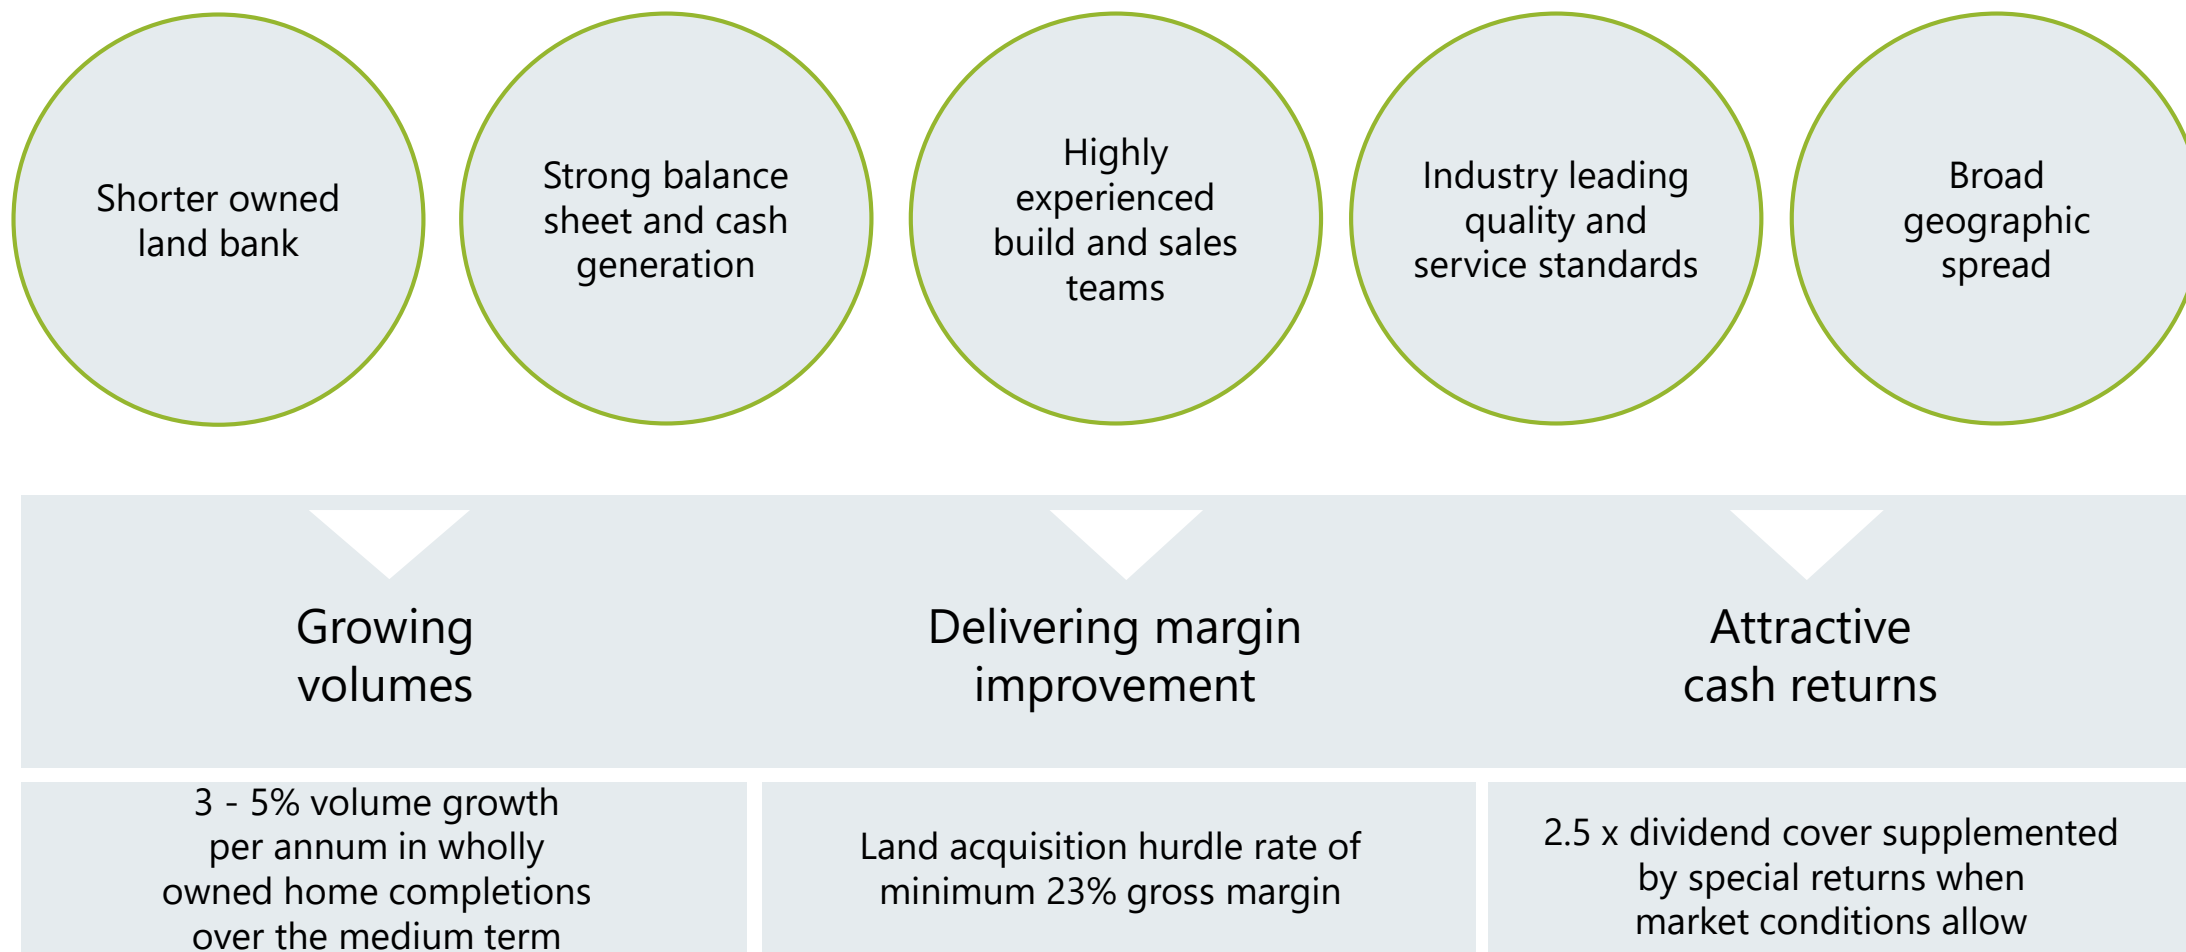 Shorter owned
land bank
Strong balance
sheet and cash
generation
Highly
experienced
build and sales
teams
Industry leading
quality and
service standards
Broad
geographic
spread
Growing
volumes
Delivering margin
improvement
Attractive
cash returns
3 - 5% volume growth
per annum in wholly
owned home completions
over the medium term
Land acquisition hurdle rate of
minimum 23% gross margin
2.5 x dividend cover supplemented
by special returns when
market conditions allow